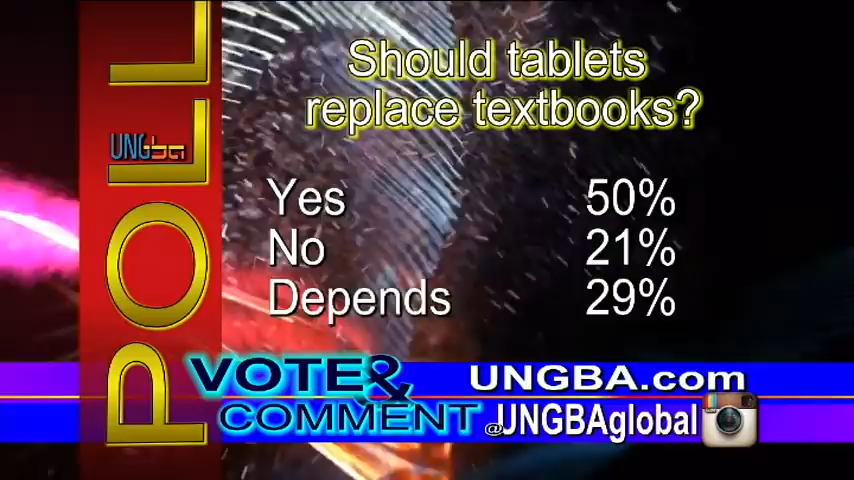 POLL
UNGba
Should tablets
replace textbooks?
Yes 50%
No 21%
Depends 29%
VOTE &
COMMENT
UNGBA.com
@UNGBAglobal